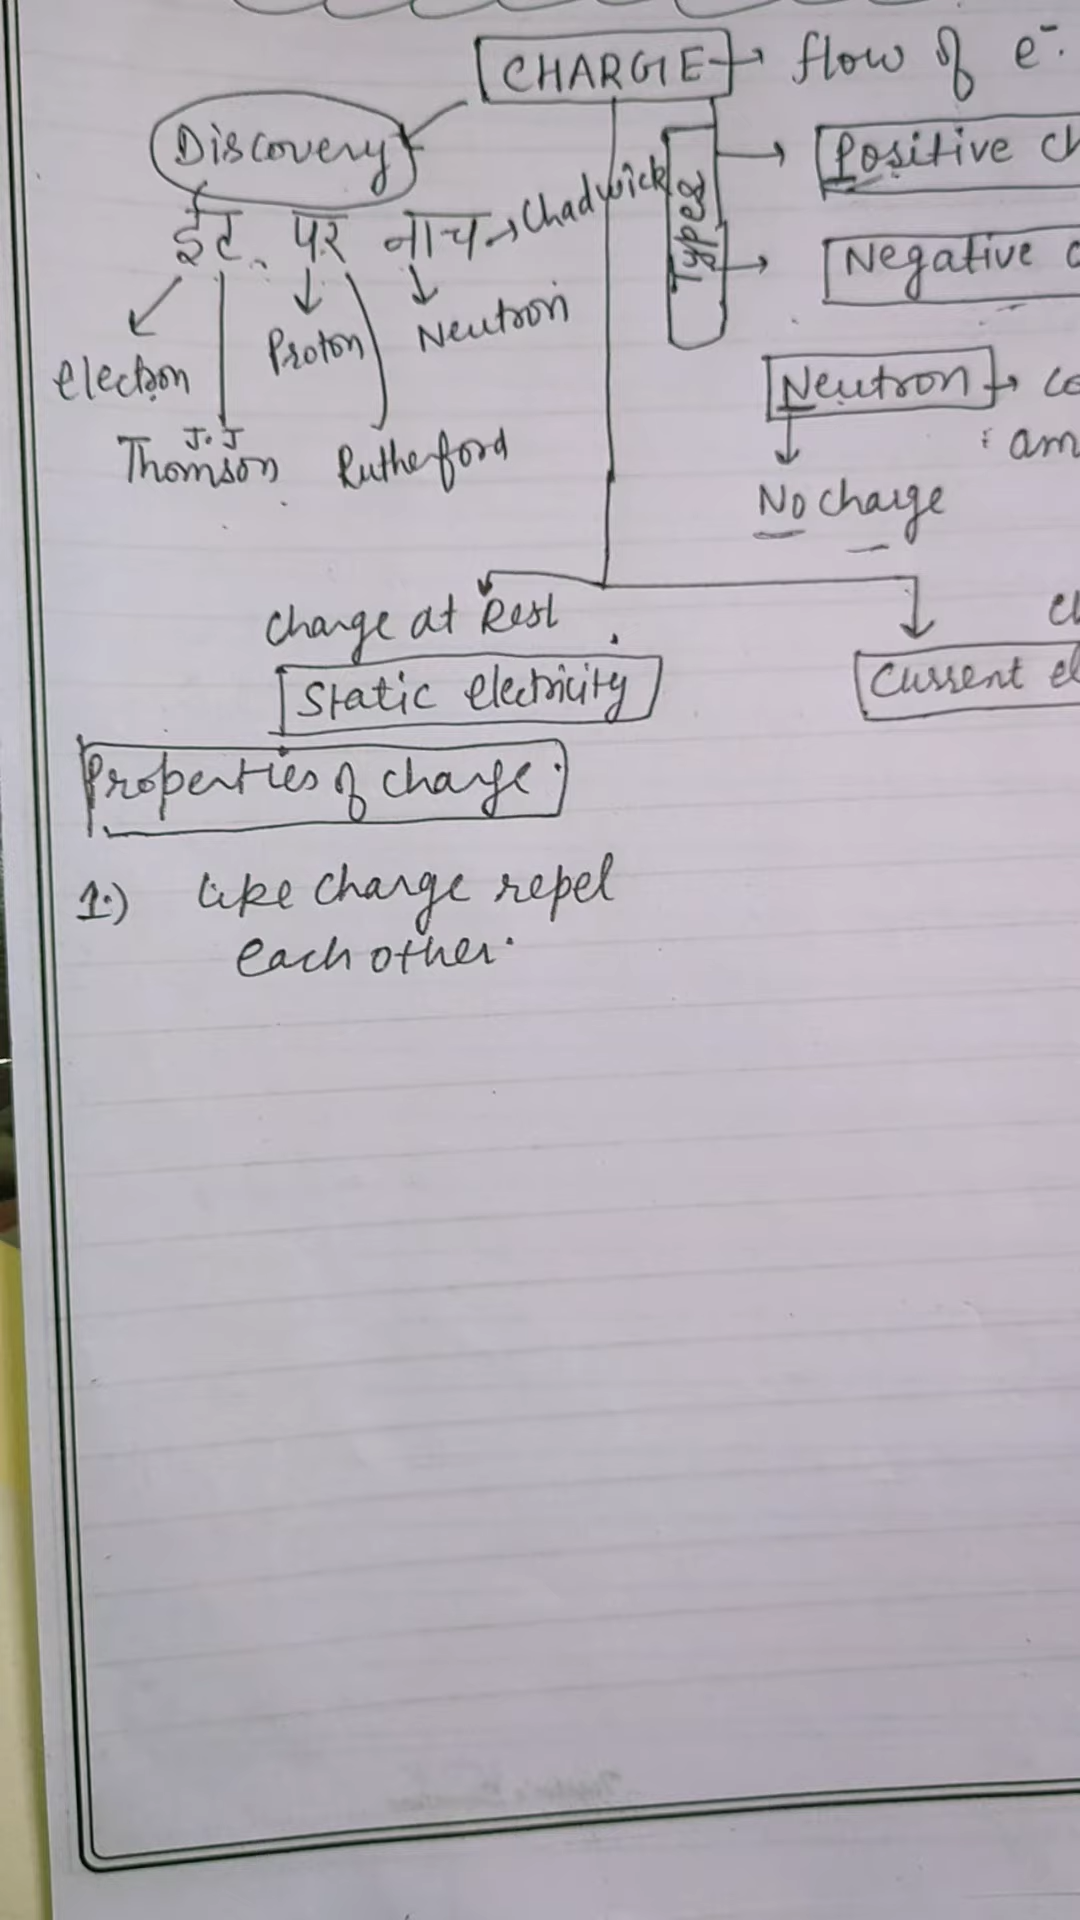 CHARGE → flow of e⁻.
Discovery
Types
Positive
Negative
ईंट पर नाच → Chadwick
electron
Proton
Neutron
J.J
Thomson
Rutherford
Neutron →
No charge
Charge at Rest
Static electricity
Current
Properties of charge.
1.) like charge repel
each other.